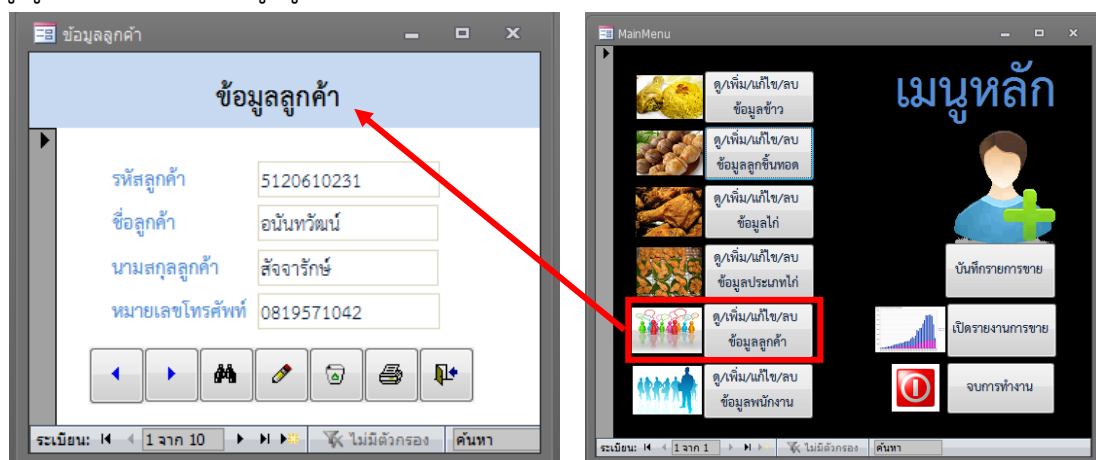 ข้อมูลลูกค้า
ข้อมูลลูกค้า
รหัสลูกค้า 5120610231
ชื่อลูกค้า อนันทวัฒน์
นามสกุลลูกค้า สัจจารักษ์
หมายเลขโทรศัพท์ 0819571042
ระเบียน: 1 จาก 10 ไม่มีตัวกรอง ค้นหา
MainMenu
เมนูหลัก
ดู/เพิ่ม/แก้ไข/ลบ
ข้อมูลข้าว
ดู/เพิ่ม/แก้ไข/ลบ
ข้อมูลลูกชิ้นทอด
ดู/เพิ่ม/แก้ไข/ลบ
ข้อมูลไก่
ดู/เพิ่ม/แก้ไข/ลบ
ข้อมูลประเภทไก่
ดู/เพิ่ม/แก้ไข/ลบ
ข้อมูลลูกค้า
ดู/เพิ่ม/แก้ไข/ลบ
ข้อมูลพนักงาน
บันทึกรายการขาย
เปิดรายงานการขาย
จบการทำงาน
ระเบียน: 1 จาก 1 ไม่มีตัวกรอง ค้นหา